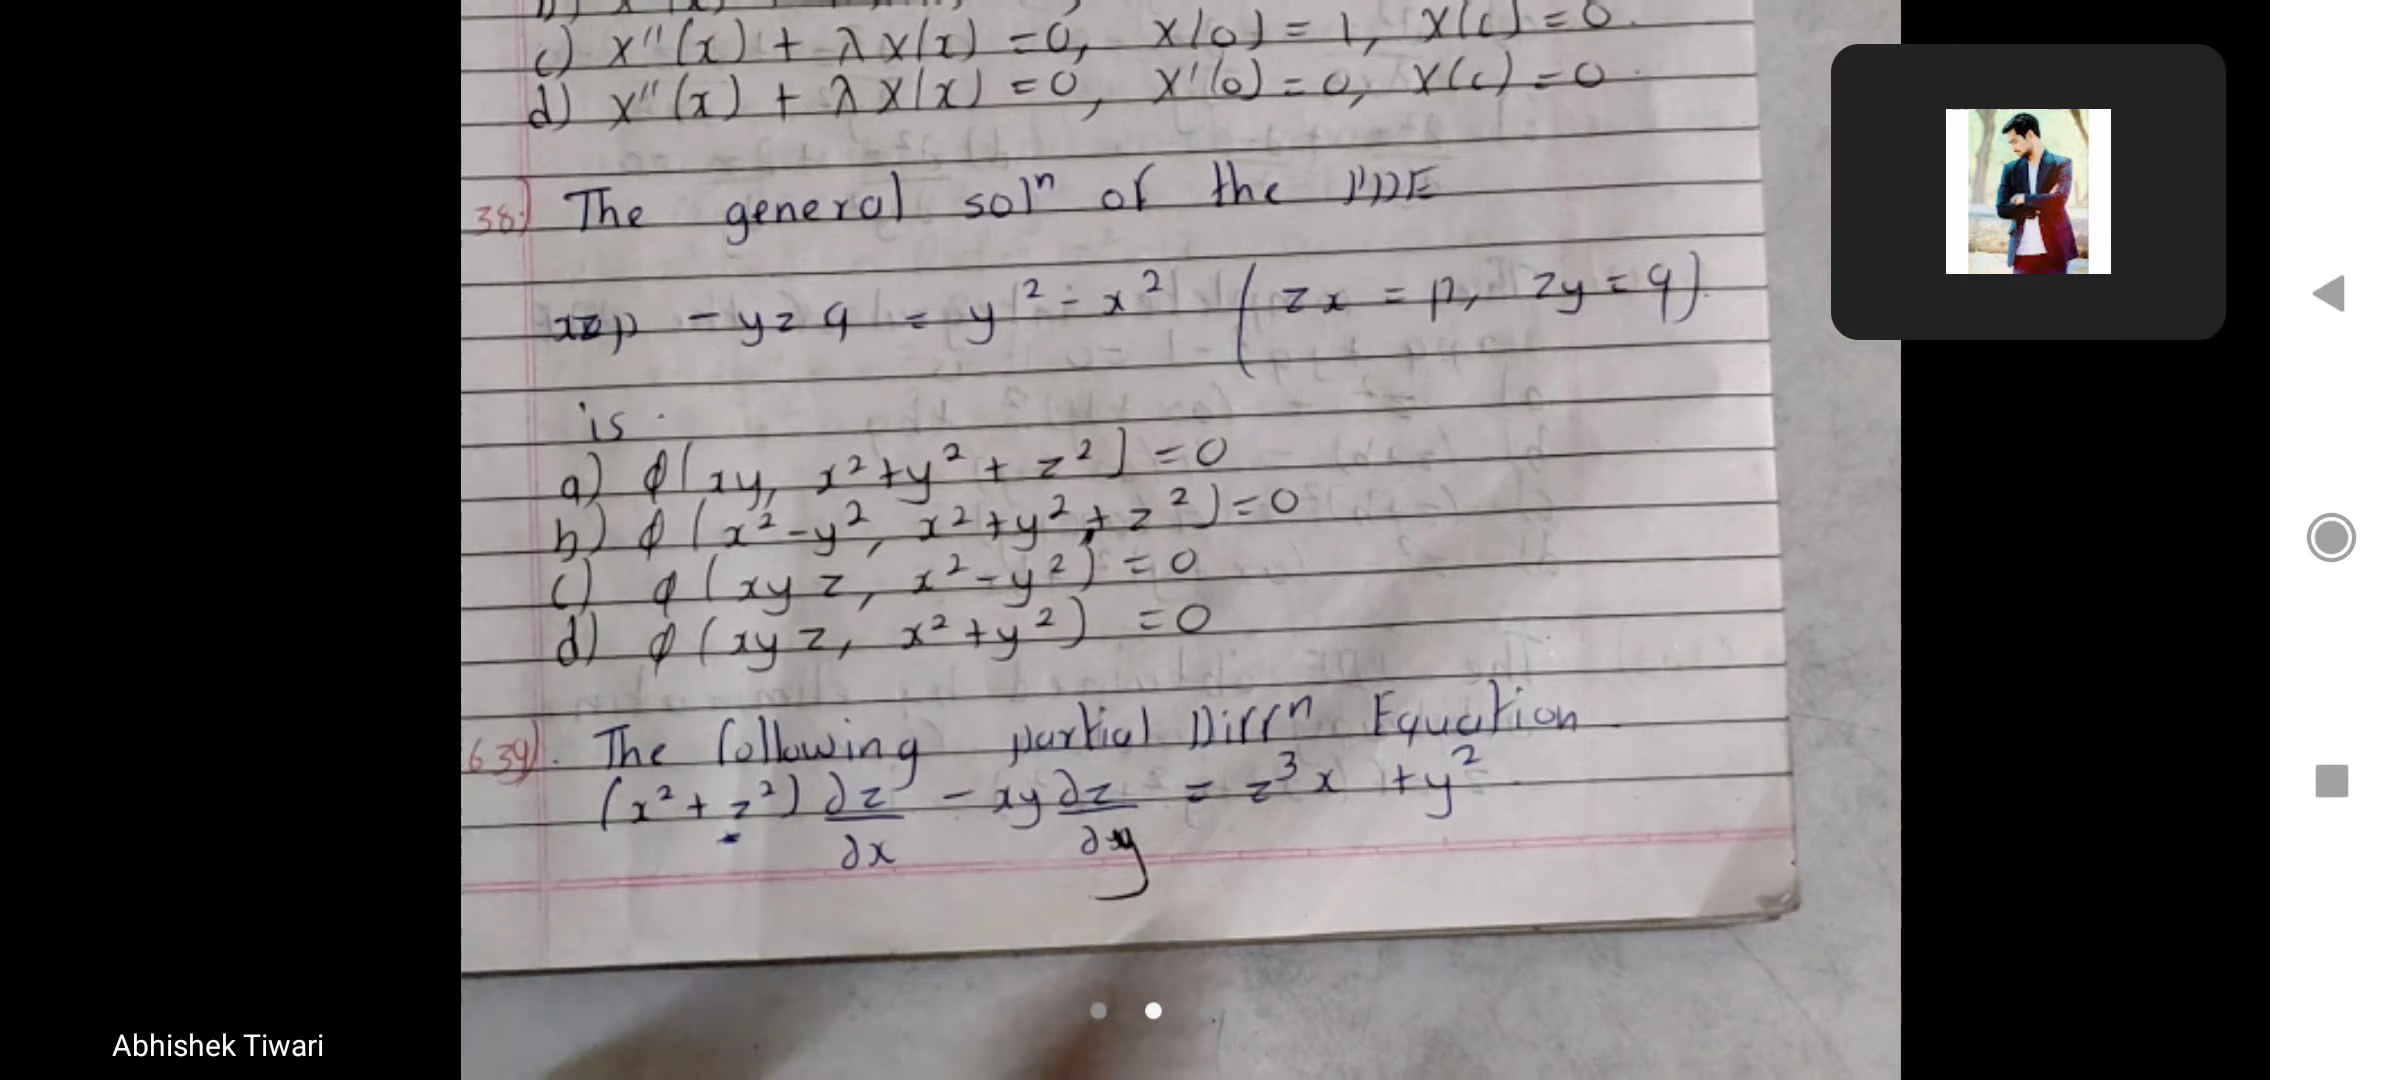 c) x''(x) + λx(x) = 0, x(0) = 1, x(c) = 0.
d) x''(x) + λx(x) = 0, x'(0) = 0, x(c) = 0.
38) The general solⁿ of the PDE
xzp - yzq = y² - x² (zx = p, zy = q).
is.
a) ϕ(xy, x² + y² + z²) = 0
b) ϕ(x² - y², x² + y² + z²) = 0
c) ϕ(xyz, x² - y²) = 0
d) ϕ(xyz, x² + y²) = 0
639). The following partial Diffⁿ Equation.
(x² + z²) ∂z/∂x - xy ∂z/∂y = z³x + y²
Abhishek Tiwari